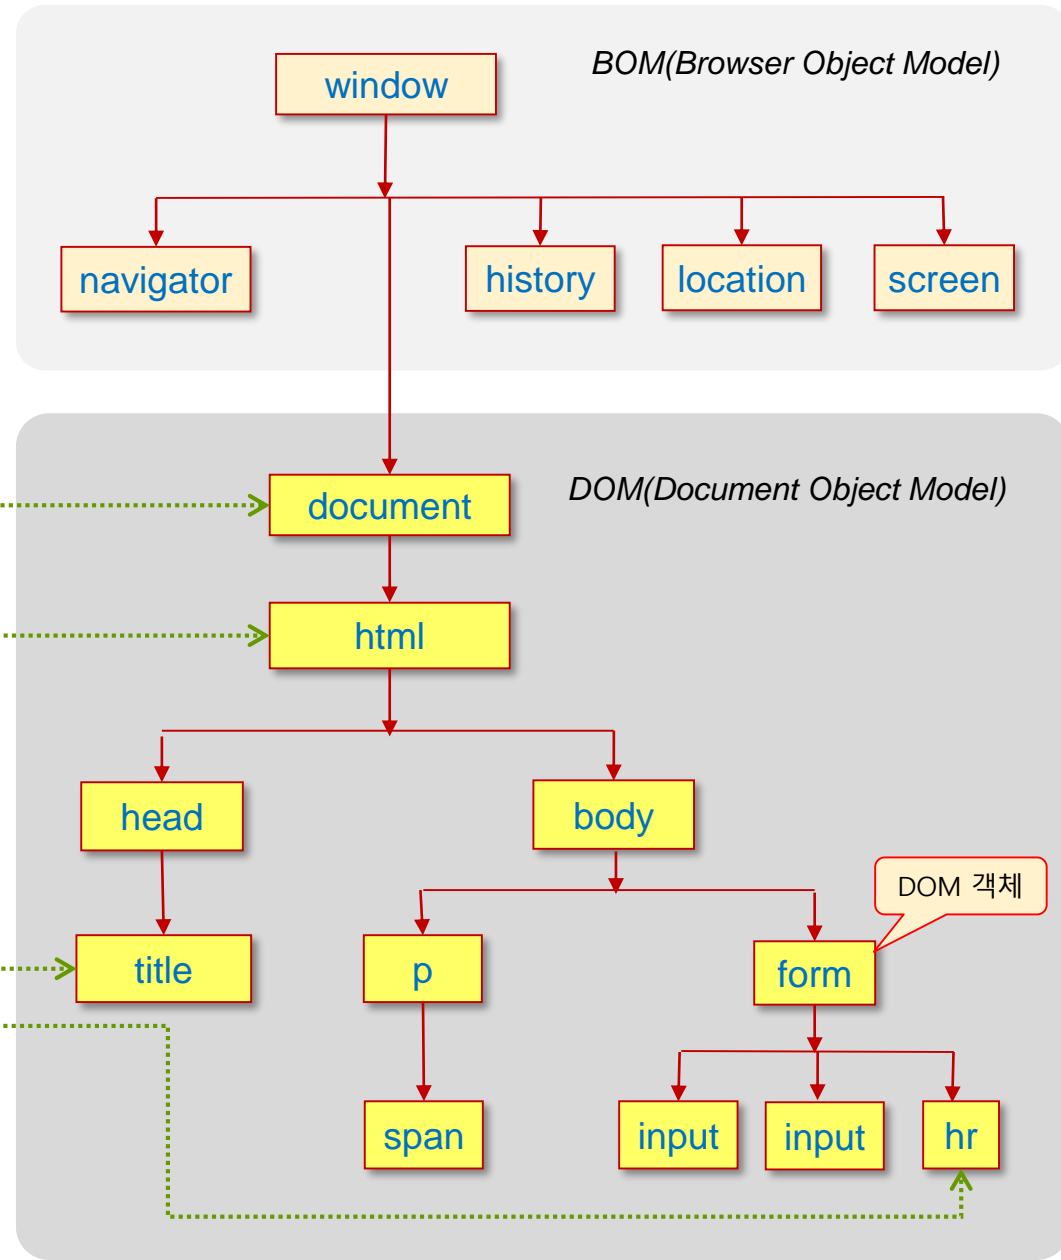 BOM(Browser Object Model)
window
navigator
history
location
screen
document
DOM(Document Object Model)
html
head
body
DOM 객체
title
p
form
span
input
input
hr